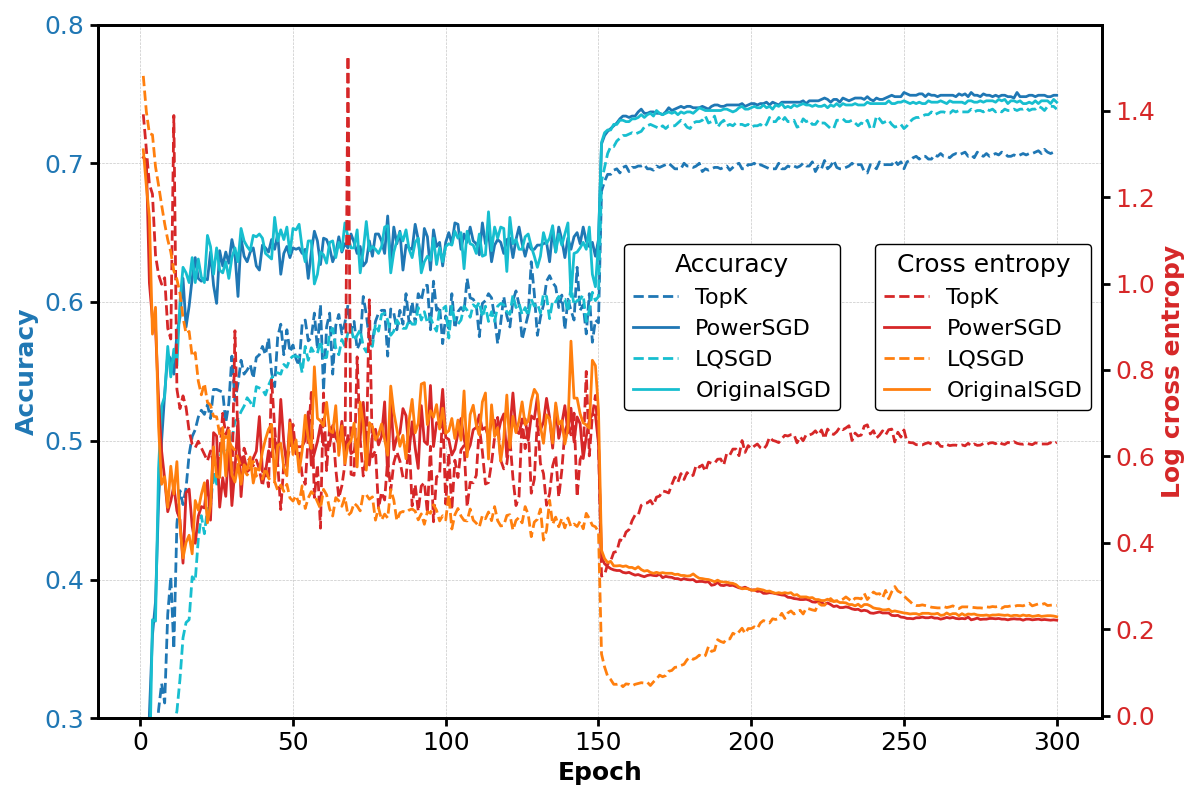 0.8
0.7
0.6
0.5
0.4
0.3
Accuracy
0
50
100
150
200
250
300
Epoch
1.4
1.2
1.0
0.8
0.6
0.4
0.2
0.0
Log cross entropy
Accuracy
TopK
PowerSGD
LQSGD
OriginalSGD
Cross entropy
TopK
PowerSGD
LQSGD
OriginalSGD